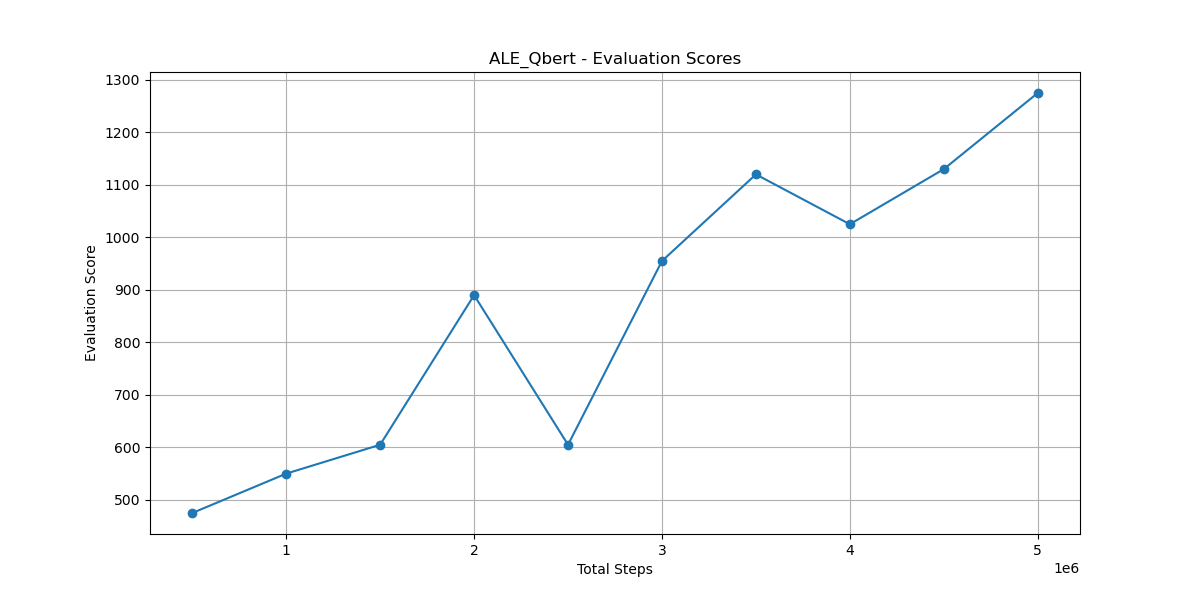 ALE_Qbert - Evaluation Scores
Evaluation Score
1300
1200
1100
1000
900
800
700
600
500
1 2 3 4 5
1e6
Total Steps